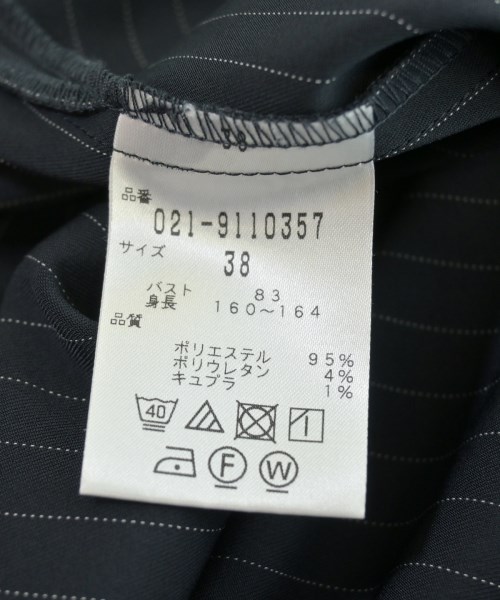 38
品番
021-9110357
サイズ
38
バスト 83
身長 160～164
品質
ポリエステル 95%
ポリウレタン 4%
キュプラ 1%
40
F W